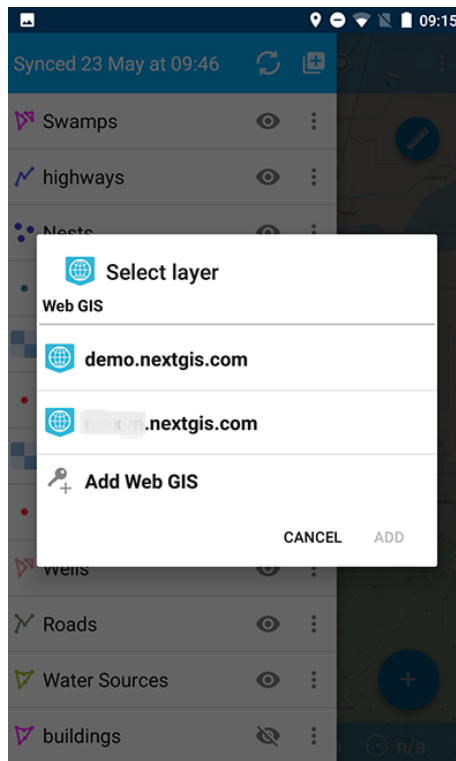 09:15
Synced 23 May at 09:46
Swamps
highways
Nests
Select layer
Web GIS
demo.nextgis.com
.nextgis.com
Add Web GIS
CANCEL ADD
Wells
Roads
Water Sources
buildings
n/a